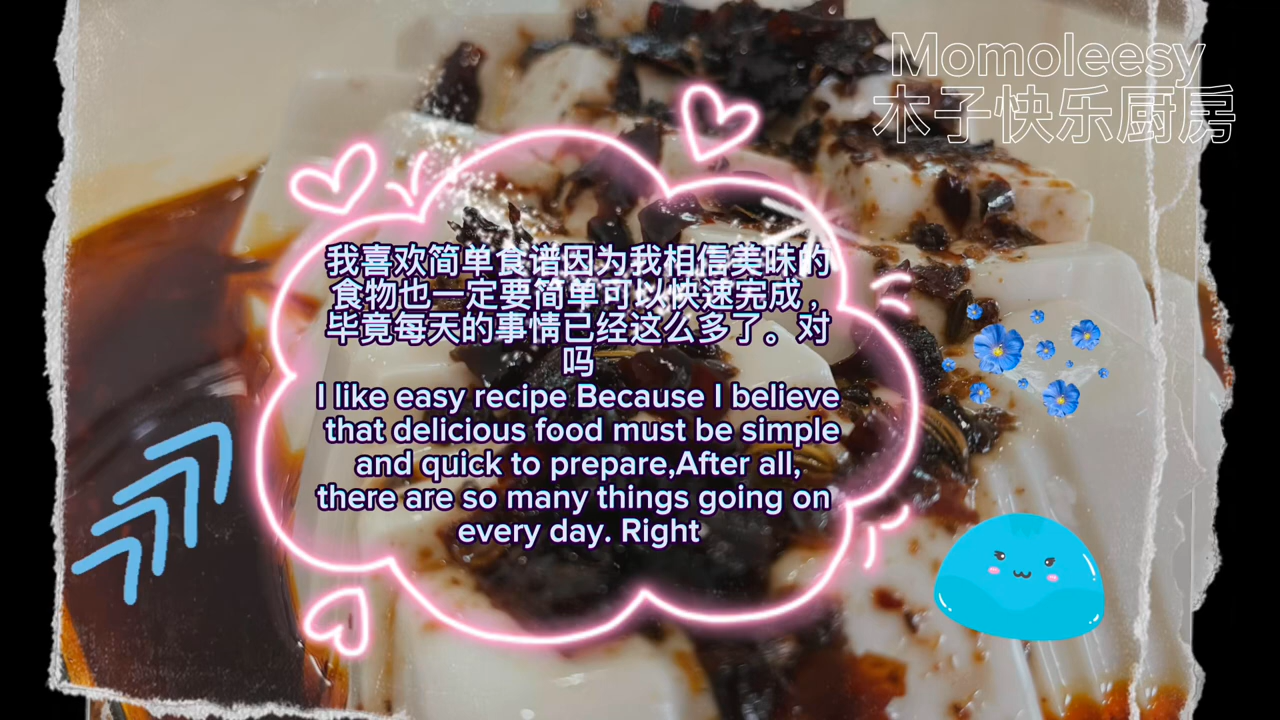 Momoleesy
木子快乐厨房
我喜欢简单食谱因为我相信美味的
食物也一定要简单可以快速完成，
毕竟每天的事情已经这么多了。对
吗
I like easy recipe Because I believe
that delicious food must be simple
and quick to prepare,After all,
there are so many things going on
every day. Right